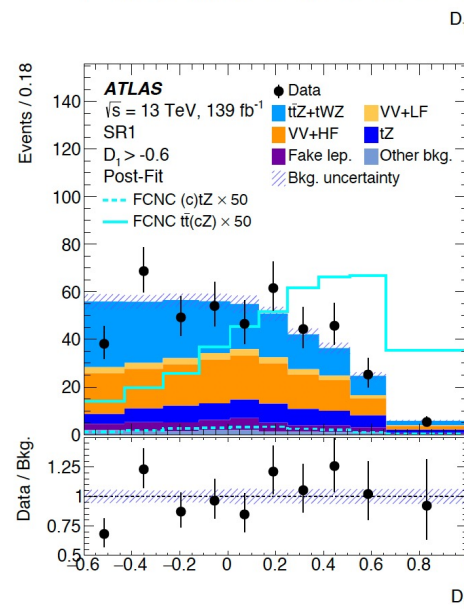 D.
ATLAS
√s = 13 TeV, 139 fb⁻¹
SR1
D₁> -0.6
Post-Fit
FCNC (c)tZ × 50
FCNC tt̄(cZ) × 50
Data
tt̄Z+tWZ VV+LF
VV+HF tZ
Fake lep. Other bkg.
Bkg. uncertainty
Events / 0.18
140
120
100
80
60
40
20
0
Data / Bkg.
1.25
1
0.75
0.5
−0.6 −0.4 −0.2 0 0.2 0.4 0.6 0.8
D